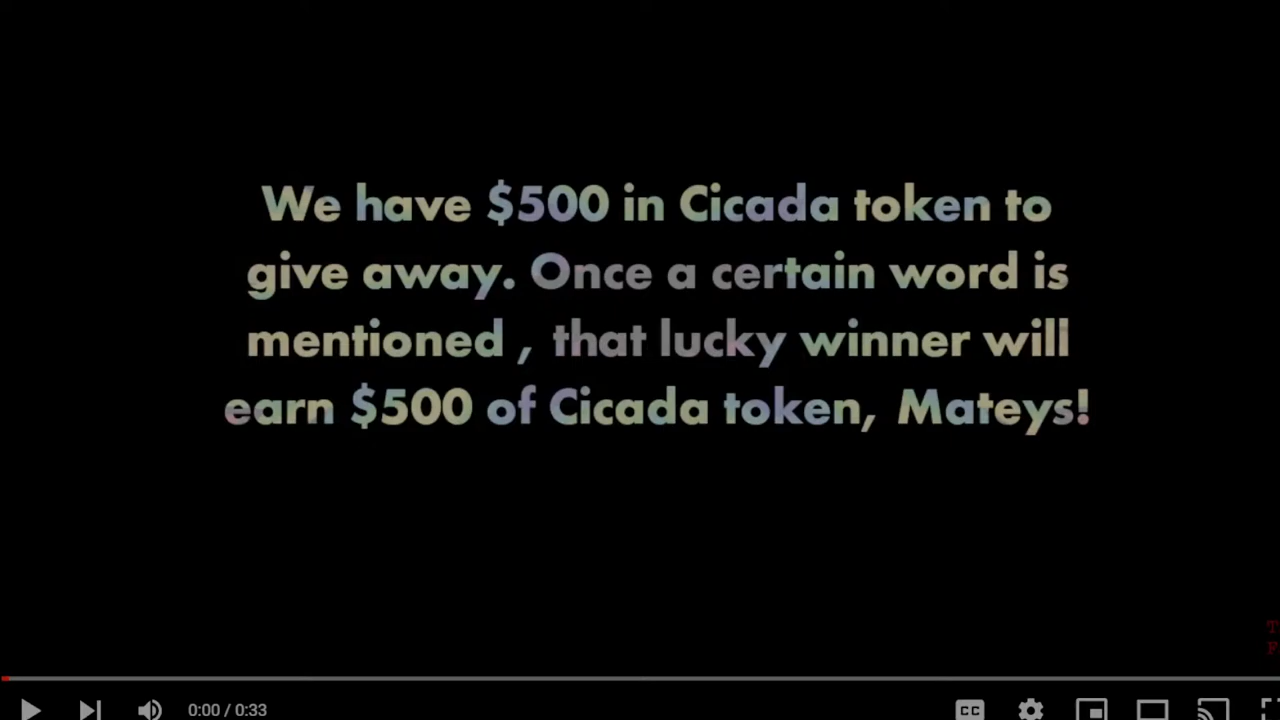 We have $500 in Cicada token to
give away. Once a certain word is
mentioned , that lucky winner will
earn $500 of Cicada token, Mateys!
T
F
0:00 / 0:33
CC